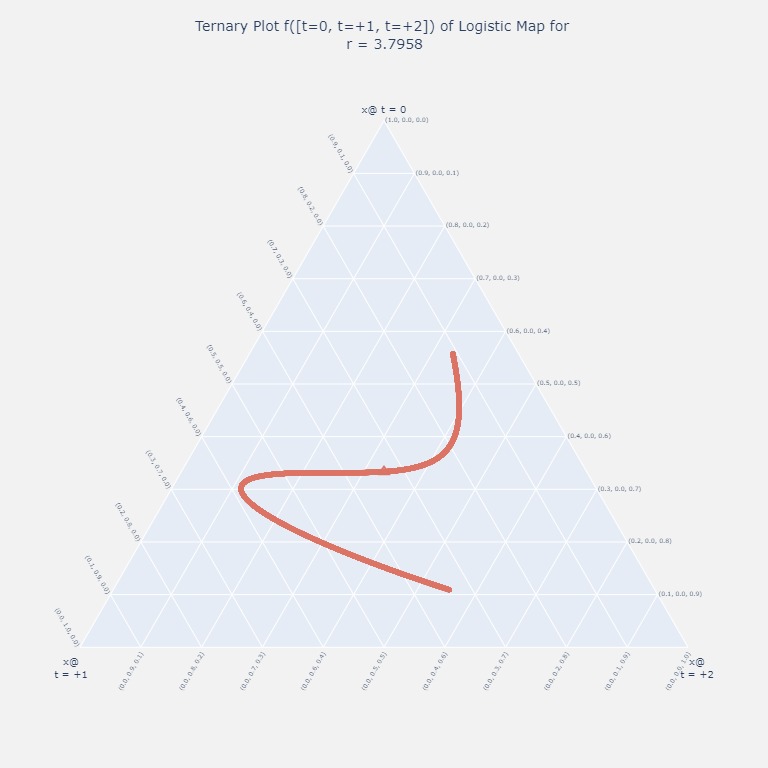 Ternary Plot f([t=0, t=+1, t=+2]) of Logistic Map for
r = 3.7958
x@ t = 0
(1.0, 0.0, 0.0)
(0.9, 0.1, 0.0)
(0.9, 0.0, 0.1)
(0.8, 0.2, 0.0)
(0.8, 0.0, 0.2)
(0.7, 0.3, 0.0)
(0.7, 0.0, 0.3)
(0.6, 0.4, 0.0)
(0.6, 0.0, 0.4)
(0.5, 0.5, 0.0)
(0.5, 0.0, 0.5)
(0.4, 0.6, 0.0)
(0.4, 0.0, 0.6)
(0.3, 0.7, 0.0)
(0.3, 0.0, 0.7)
(0.2, 0.8, 0.0)
(0.2, 0.0, 0.8)
(0.1, 0.9, 0.0)
(0.1, 0.0, 0.9)
(0.0, 1.0, 0.0)
x@
t = +1
(0.0, 0.9, 0.1)
(0.0, 0.8, 0.2)
(0.0, 0.7, 0.3)
(0.0, 0.6, 0.4)
(0.0, 0.5, 0.5)
(0.0, 0.4, 0.6)
(0.0, 0.3, 0.7)
(0.0, 0.2, 0.8)
(0.0, 0.1, 0.9)
(0.0, 0.0, 1.0)
x@
t = +2